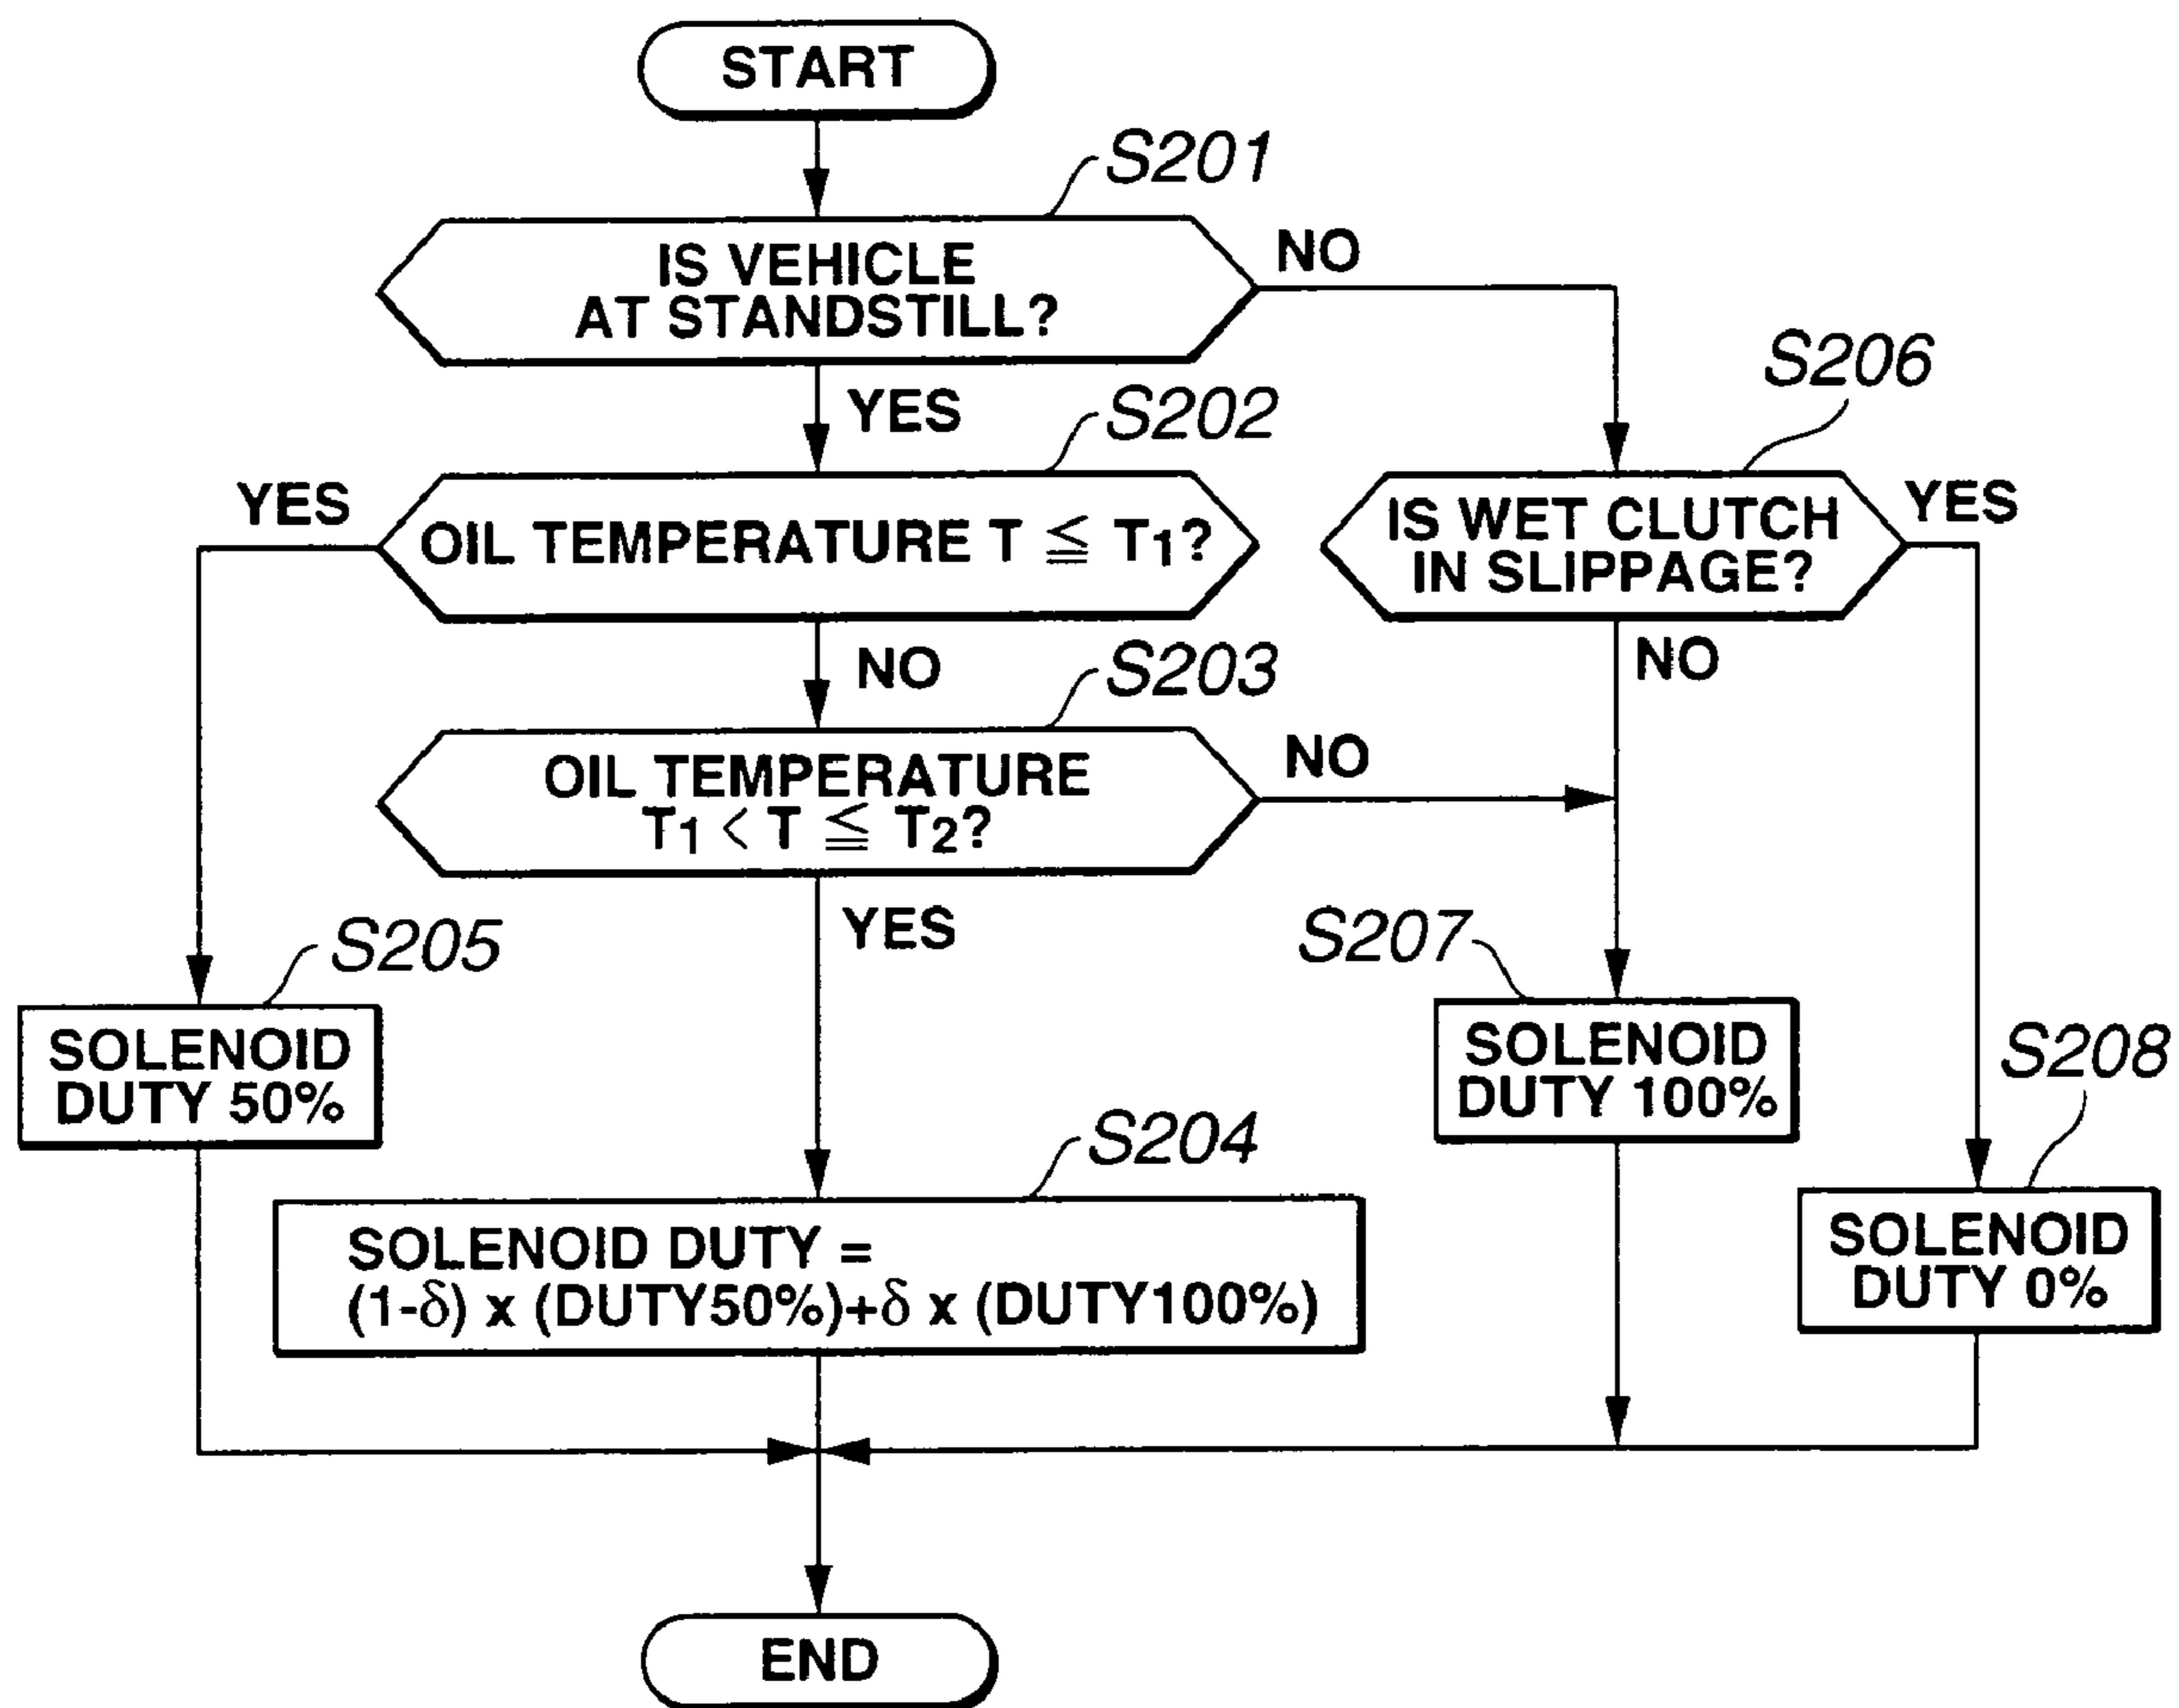 START
S201
IS VEHICLE
AT STANDSTILL?
NO
YES
S202
S206
YES
OIL TEMPERATURE T ≦ T1?
IS WET CLUTCH
IN SLIPPAGE?
YES
NO
NO
S203
OIL TEMPERATURE
T1 < T ≦ T2?
NO
YES
S205
S207
SOLENOID
DUTY 50%
SOLENOID
DUTY 100%
S208
S204
SOLENOID DUTY =
(1-δ) x (DUTY50%)+δ x (DUTY100%)
SOLENOID
DUTY 0%
END